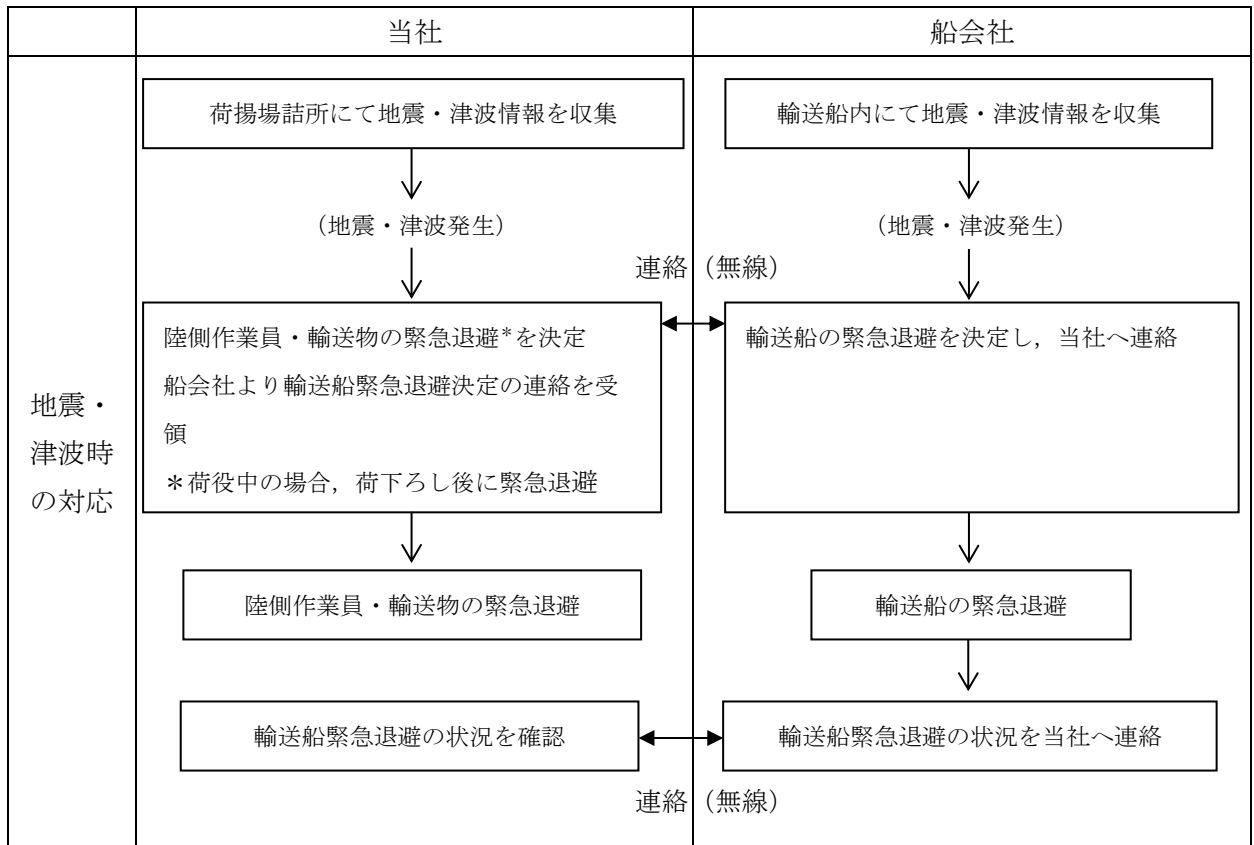 当社
船会社
地震・
津波時
の対応
荷揚場詰所にて地震・津波情報を収集
輸送船内にて地震・津波情報を収集
（地震・津波発生）
（地震・津波発生）
連絡（無線）
陸側作業員・輸送物の緊急退避*を決定
船会社より輸送船緊急退避決定の連絡を受
領
＊荷役中の場合，荷下ろし後に緊急退避
輸送船の緊急退避を決定し，当社へ連絡
陸側作業員・輸送物の緊急退避
輸送船の緊急退避
輸送船緊急退避の状況を確認
輸送船緊急退避の状況を当社へ連絡
連絡（無線）